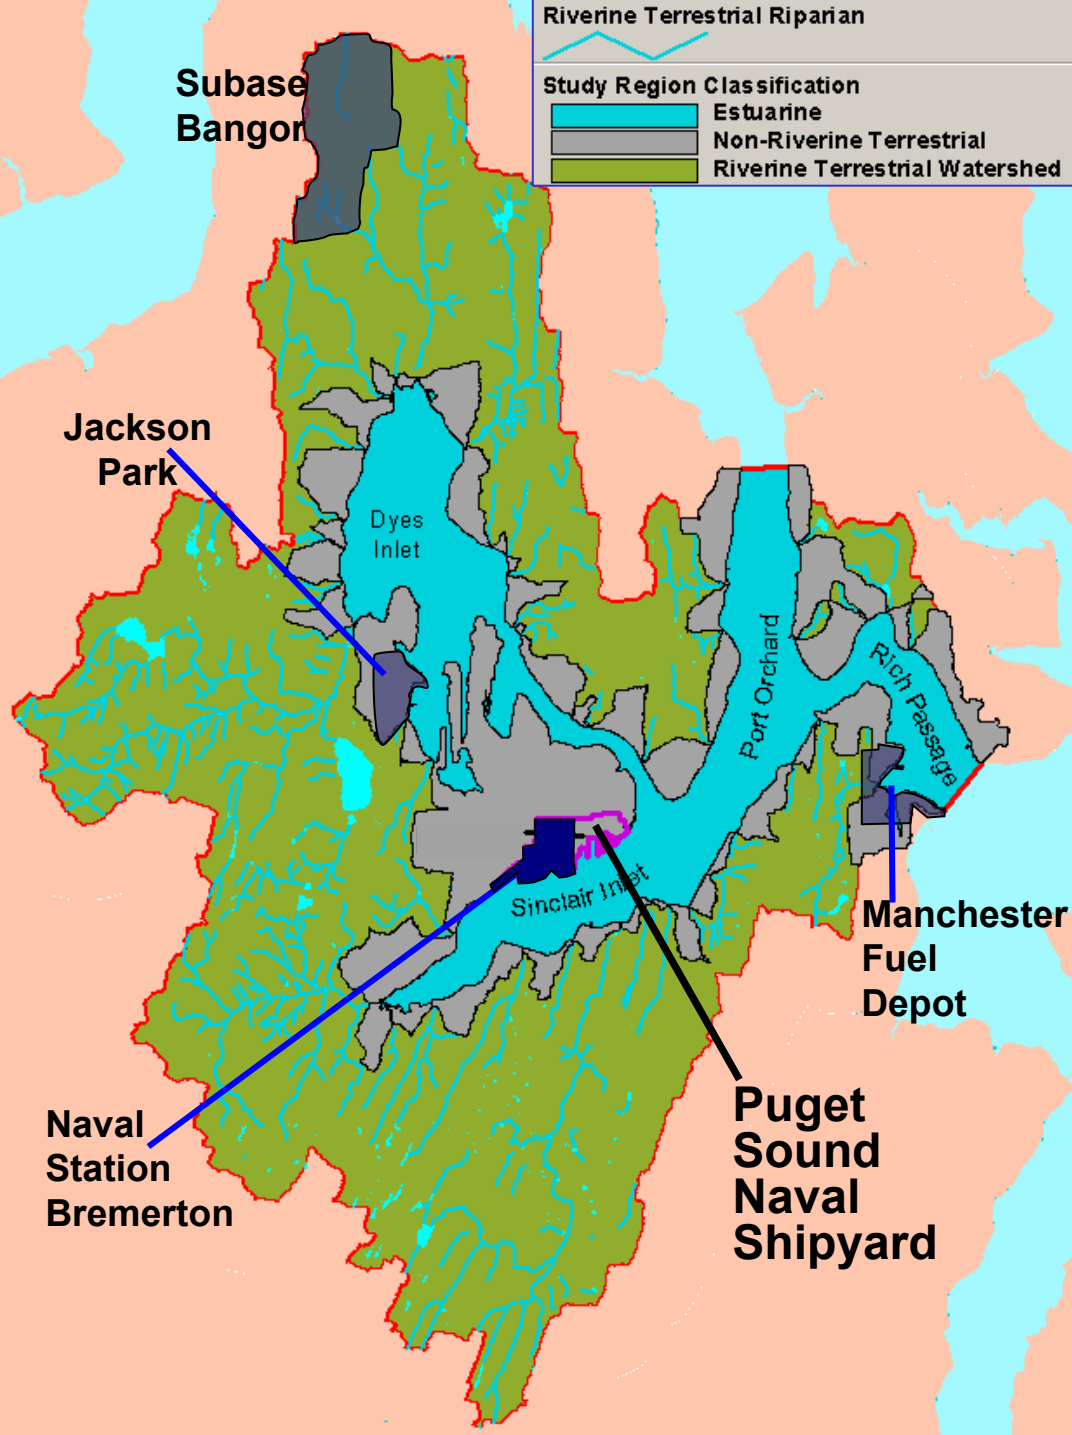 Riverine Terrestrial Riparian
Study Region Classification
Estuarine
Non-Riverine Terrestrial
Riverine Terrestrial Watershed
Subase
Bangor
Jackson
Park
Dyes
Inlet
Port Orchard
Rich Passage
Sinclair Inlet
Manchester
Fuel
Depot
Naval
Station
Bremerton
Puget
Sound
Naval
Shipyard